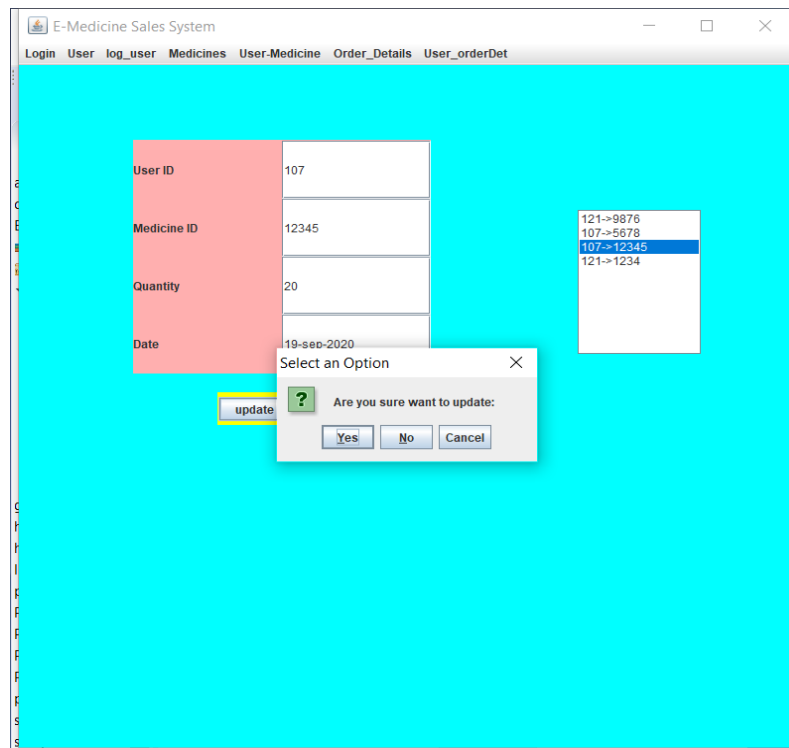 E-Medicine Sales System
Login User log_user Medicines User-Medicine Order_Details User_orderDet
User ID 107
Medicine ID 12345
Quantity 20
Date 19-sep-2020
121->9876
107->5678
107->12345
121->1234
update
Select an Option
Are you sure want to update:
Yes No Cancel